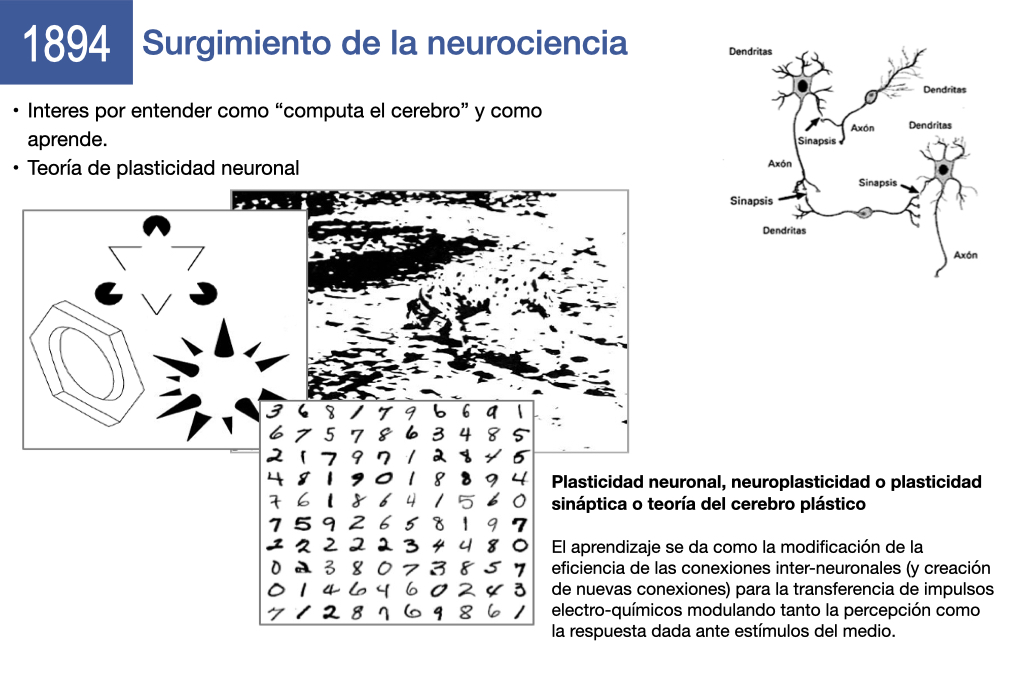 1894
Surgimiento de la neurociencia
• Interes por entender como “computa el cerebro” y como
aprende.
• Teoría de plasticidad neuronal
Dendritas
Dendritas
Axón
Dendritas
Sinapsis
Axón
Sinapsis
Sinapsis
Dendritas
Axón
3 6 8 1 7 9 6 6 9 1
6 7 5 7 8 6 3 4 8 5
2 1 7 9 7 1 2 8 4 5
4 8 1 9 0 1 8 8 9 4
7 6 1 8 6 4 1 5 6 0
7 5 9 2 6 5 8 1 9 7
2 2 2 2 2 3 4 4 8 0
0 2 3 8 0 7 3 8 5 7
0 1 4 6 4 6 0 2 4 3
7 1 2 8 7 6 9 8 6 1
Plasticidad neuronal, neuroplasticidad o plasticidad
sináptica o teoría del cerebro plástico
El aprendizaje se da como la modificación de la
eficiencia de las conexiones inter-neuronales (y creación
de nuevas conexiones) para la transferencia de impulsos
electro-químicos modulando tanto la percepción como
la respuesta dada ante estímulos del medio.